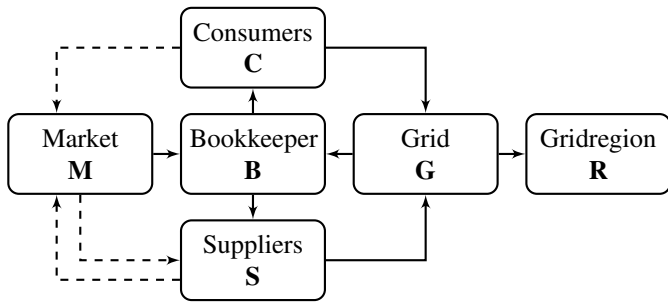 Consumers
C
Market
M
Bookkeeper
B
Grid
G
Gridregion
R
Suppliers
S